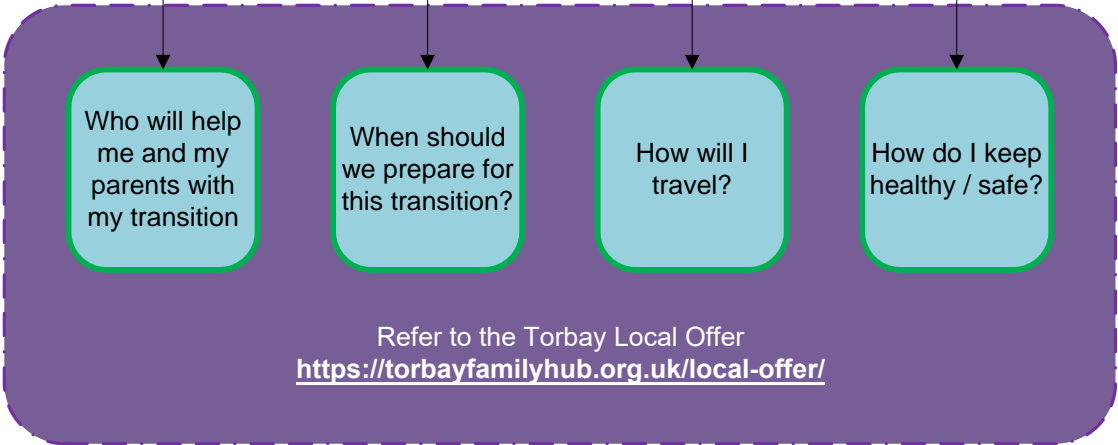 Who will help
me and my
parents with
my transition
When should
we prepare for
this transition?
How will I
travel?
How do I keep
healthy / safe?
Refer to the Torbay Local Offer
https://torbayfamilyhub.org.uk/local-offer/